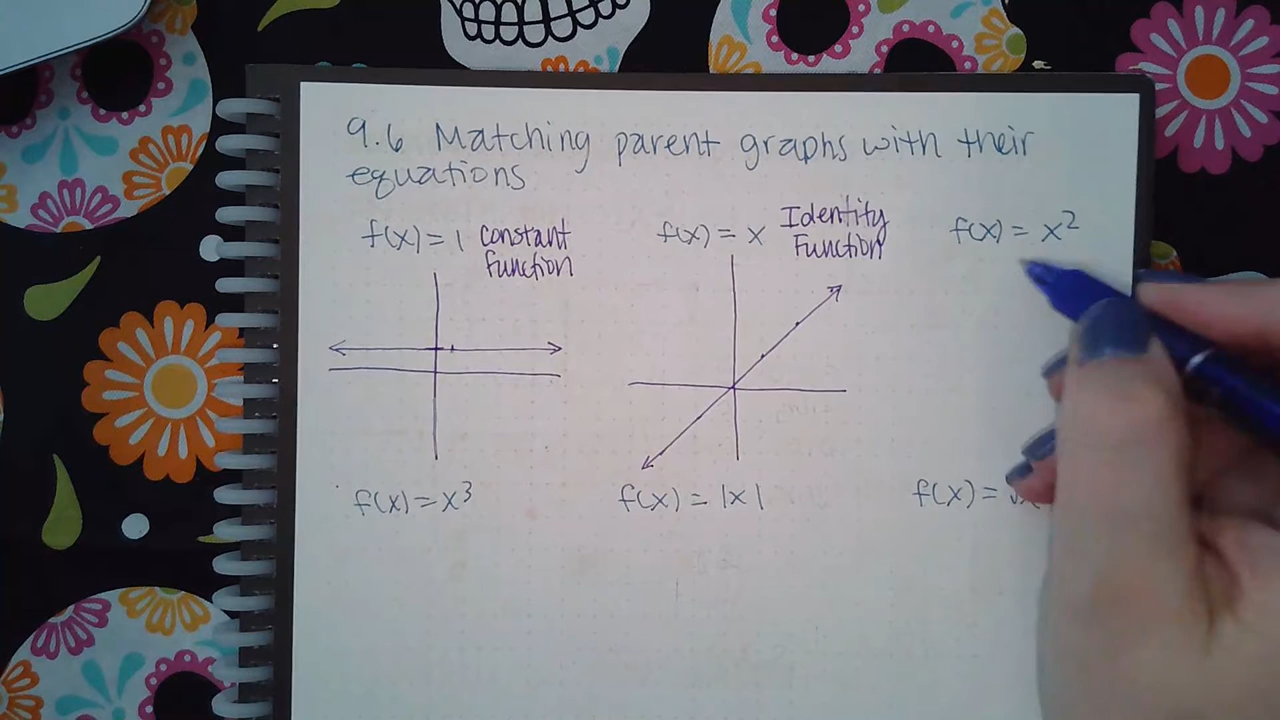 9.6 Matching parent graphs with their
equations
f(x) = 1 Constant Function
f(x) = x Identity Function
f(x) = x²
f(x) = x³
f(x) = |x|
f(x) =